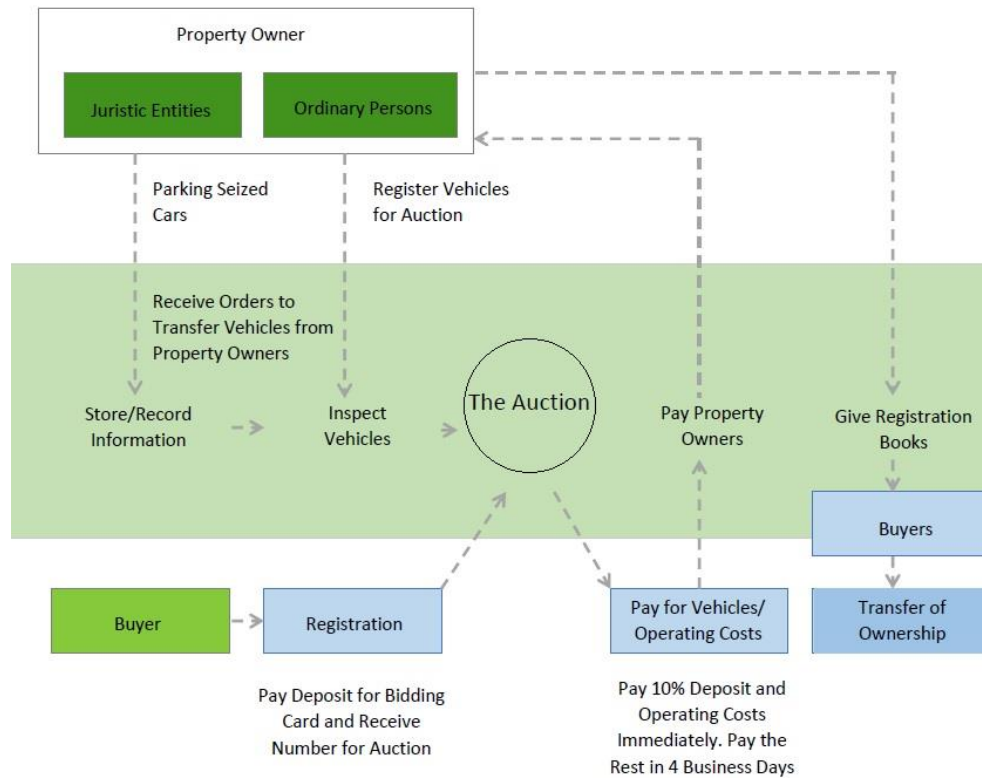 Property Owner
Juristic Entities
Ordinary Persons
Parking Seized
Cars
Register Vehicles
for Auction
Receive Orders to
Transfer Vehicles from
Property Owners
Store/Record
Information
Inspect
Vehicles
The Auction
Pay Property
Owners
Give Registration
Books
Buyers
Buyer
Registration
Pay for Vehicles/
Operating Costs
Transfer of
Ownership
Pay Deposit for Bidding
Card and Receive
Number for Auction
Pay 10% Deposit and
Operating Costs
Immediately. Pay the
Rest in 4 Business Days